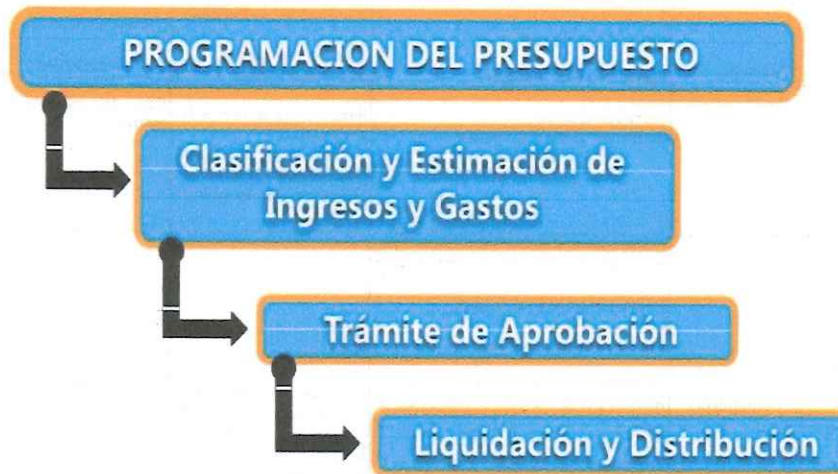 PROGRAMACION DEL PRESUPUESTO
Clasificación y Estimación de
Ingresos y Gastos
Trámite de Aprobación
Liquidación y Distribución